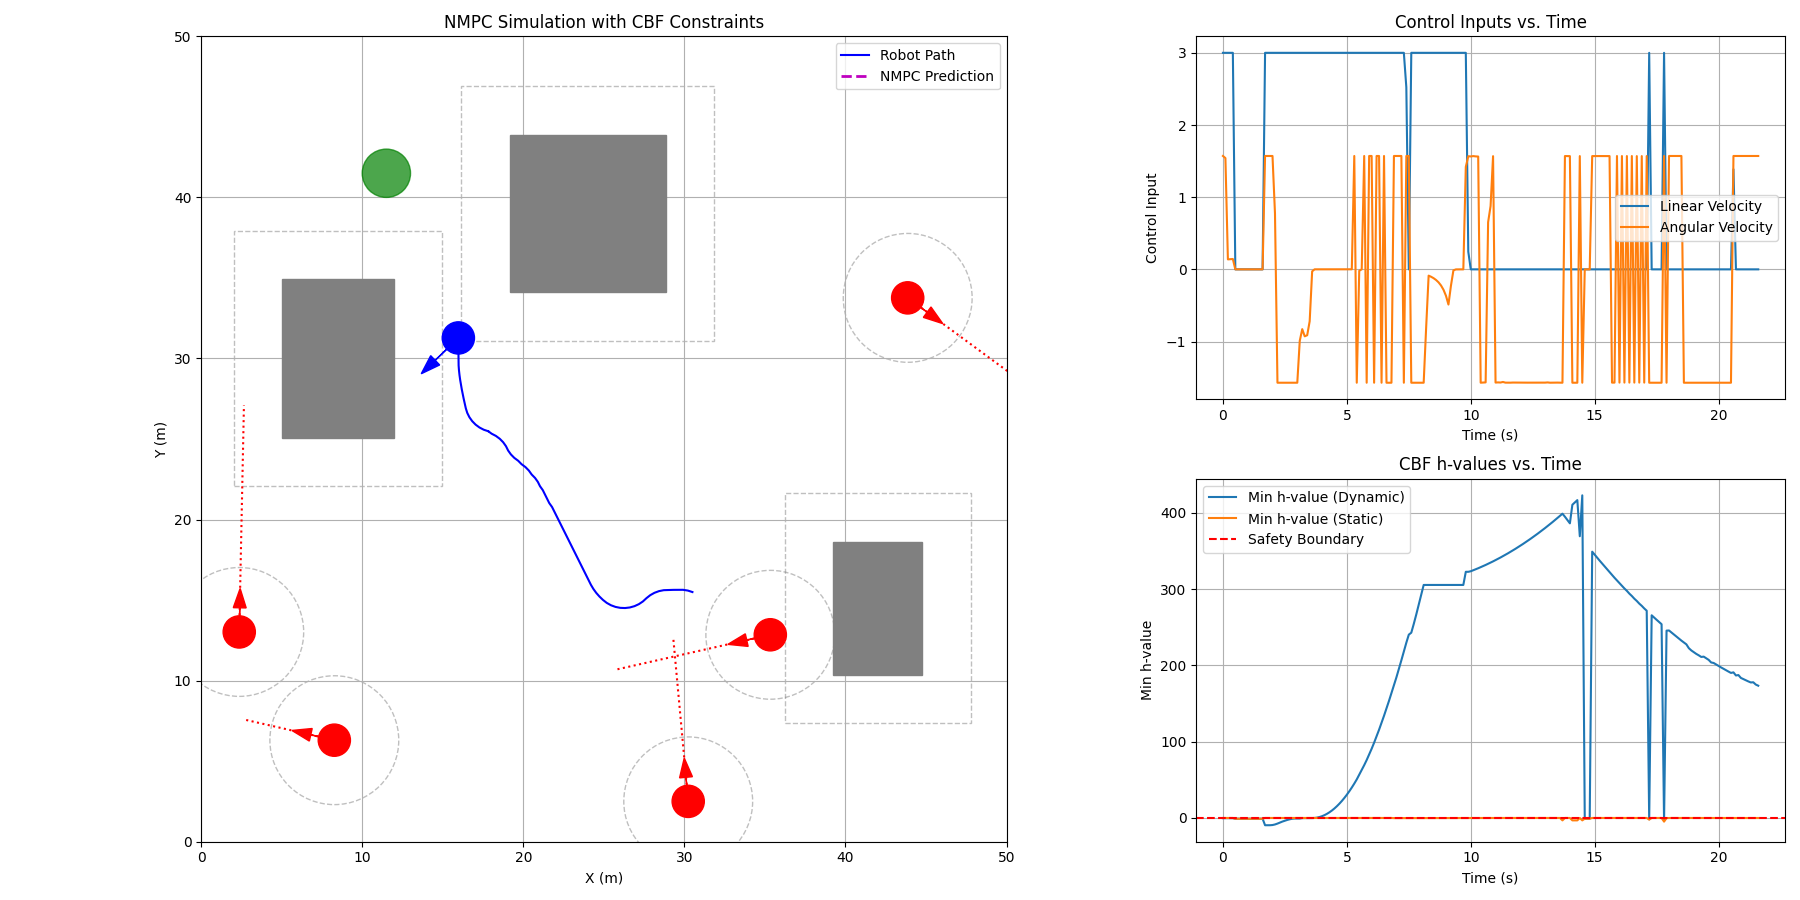 NMPC Simulation with CBF Constraints
50
40
30
20
10
0
Y (m)
0
10
20
30
40
50
X (m)
Robot Path
NMPC Prediction
Control Inputs vs. Time
3
2
1
0
−1
Control Input
0
5
10
15
20
Time (s)
Linear Velocity
Angular Velocity
CBF h-values vs. Time
400
300
200
100
0
Min h-value
0
5
10
15
20
Time (s)
Min h-value (Dynamic)
Min h-value (Static)
Safety Boundary